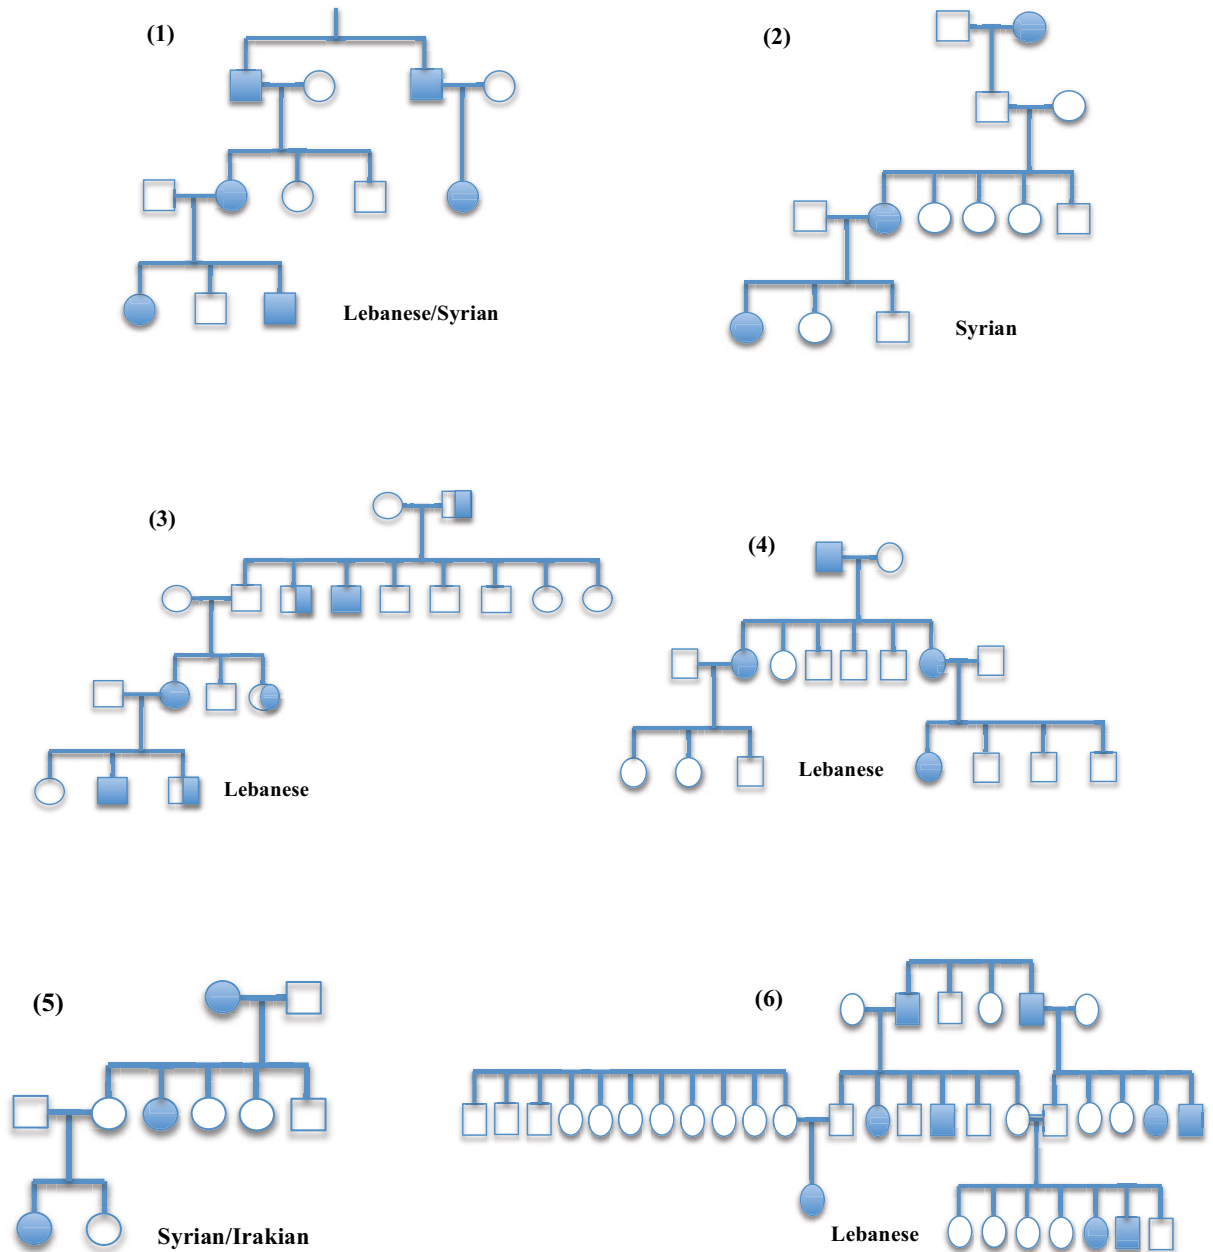 (1)
(2)
Lebanese/Syrian
Syrian
(3)
(4)
Lebanese
Lebanese
(5)
(6)
Syrian/Irakian
Lebanese